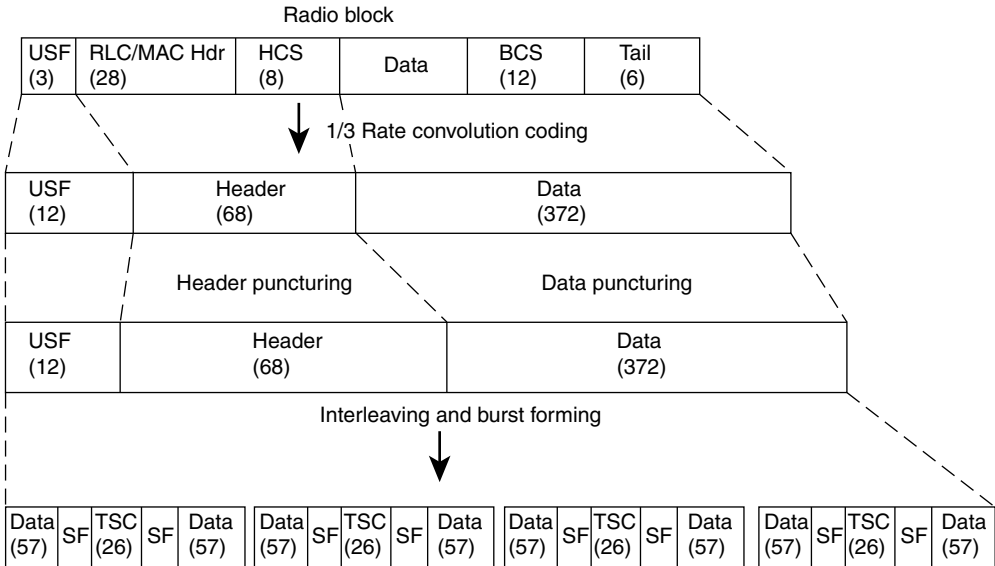 Radio block
USF RLC/MAC Hdr HCS Data BCS Tail
(3) (28) (8) (12) (6)
1/3 Rate convolution coding
USF Header Data
(12) (68) (372)
Header puncturing Data puncturing
USF Header Data
(12) (68) (372)
Interleaving and burst forming
Data SF TSC SF Data Data SF TSC SF Data Data SF TSC SF Data Data SF TSC SF Data
(57) (26) (57) (57) (26) (57) (57) (26) (57) (57) (26) (57)